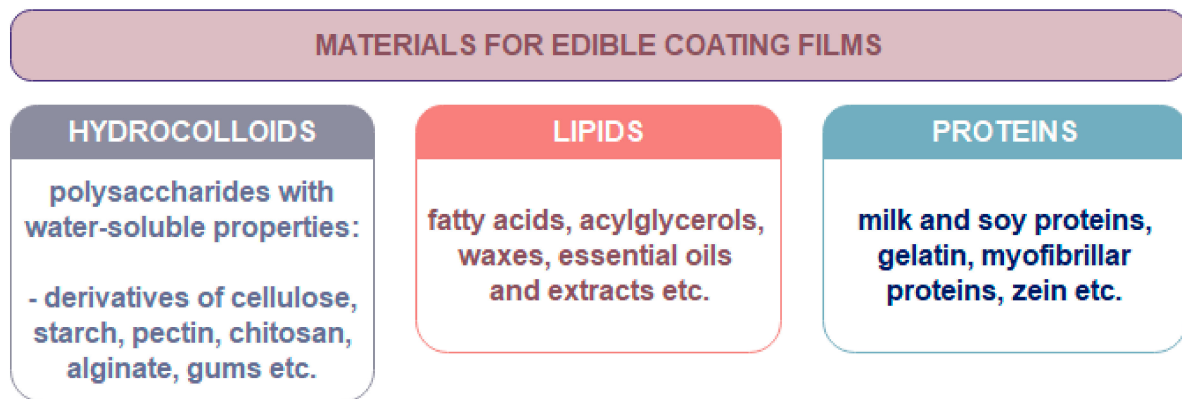 MATERIALS FOR EDIBLE COATING FILMS
HYDROCOLLOIDS
polysaccharides with
water-soluble properties:
- derivatives of cellulose,
starch, pectin, chitosan,
alginate, gums etc.
LIPIDS
fatty acids, acylglycerols,
waxes, essential oils
and extracts etc.
PROTEINS
milk and soy proteins,
gelatin, myofibrillar
proteins, zein etc.